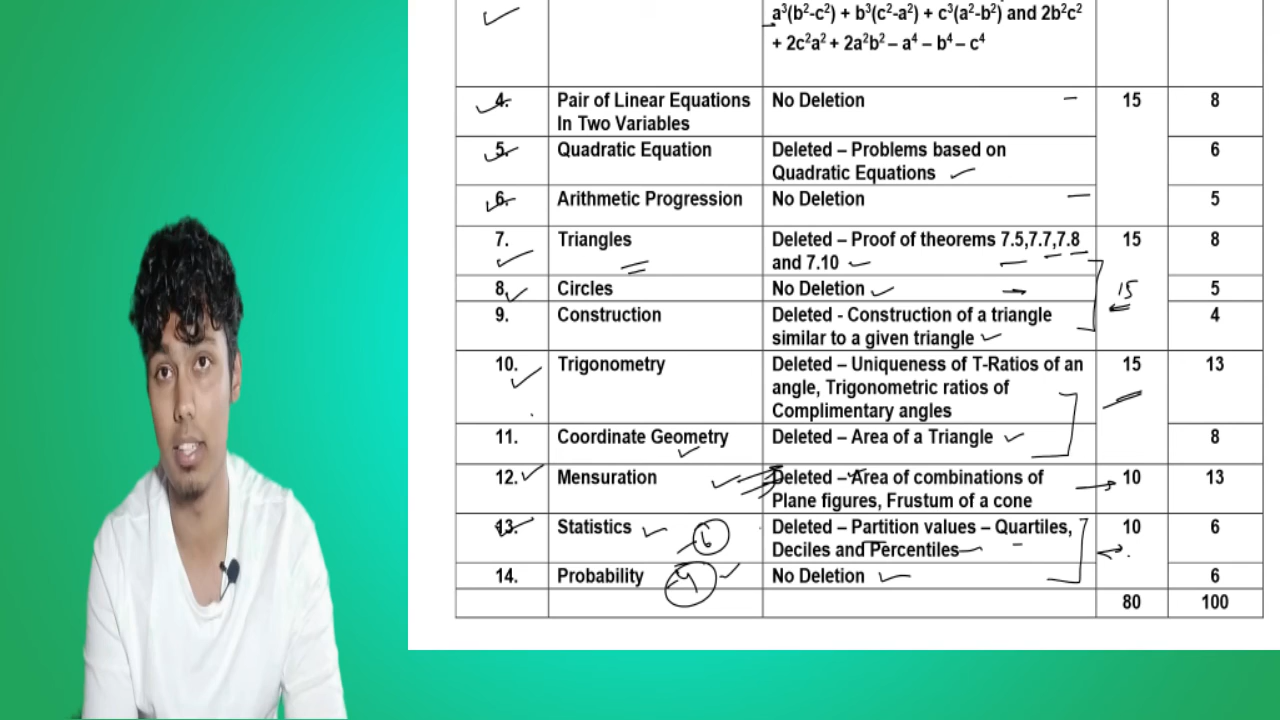 a³(b²-c²) + b³(c²-a²) + c³(a²-b²) and 2b²c²
+ 2c²a² + 2a²b² – a⁴ – b⁴ – c⁴
4. Pair of Linear Equations No Deletion 15 8
In Two Variables
5. Quadratic Equation Deleted – Problems based on 6
Quadratic Equations
6. Arithmetic Progression No Deletion 5
7. Triangles Deleted – Proof of theorems 7.5,7.7,7.8 15 8
and 7.10
8. Circles No Deletion 15 5
9. Construction Deleted - Construction of a triangle 4
similar to a given triangle
10. Trigonometry Deleted – Uniqueness of T-Ratios of an 15 13
angle, Trigonometric ratios of
Complimentary angles
11. Coordinate Geometry Deleted – Area of a Triangle 8
12. Mensuration Deleted – Area of combinations of 10 13
Plane figures, Frustum of a cone
13. Statistics 6 Deleted – Partition values – Quartiles, 10 6
Deciles and Percentiles
14. Probability No Deletion 6
80 100